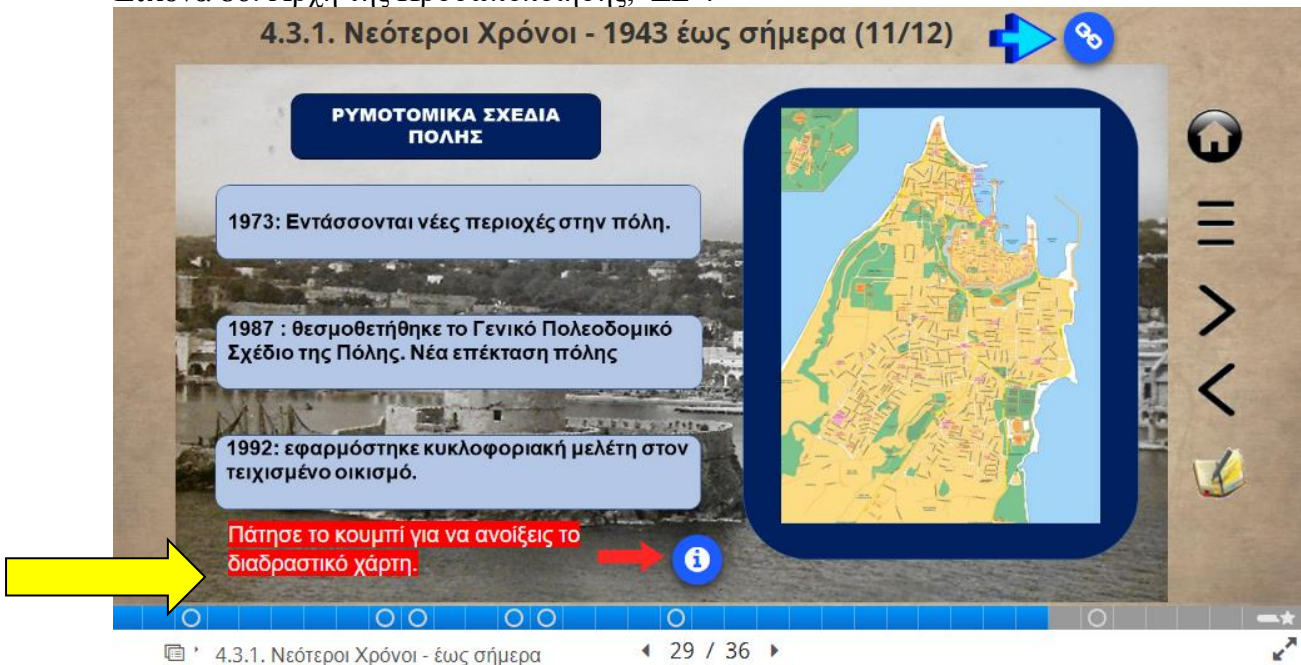 4.3.1. Νεότεροι Χρόνοι - 1943 έως σήμερα (11/12)
ΡΥΜΟΤΟΜΙΚΑ ΣΧΕΔΙΑ
ΠΟΛΗΣ
1973: Εντάσσονται νέες περιοχές στην πόλη.
1987 : θεσμοθετήθηκε το Γενικό Πολεοδομικό
Σχέδιο της Πόλης. Νέα επέκταση πόλης
1992: εφαρμόστηκε κυκλοφοριακή μελέτη στον
τειχισμένο οικισμό.
Πάτησε το κουμπί για να ανοίξεις το
διαδραστικό χάρτη.
4.3.1. Νεότεροι Χρόνοι - έως σήμερα
29 / 36